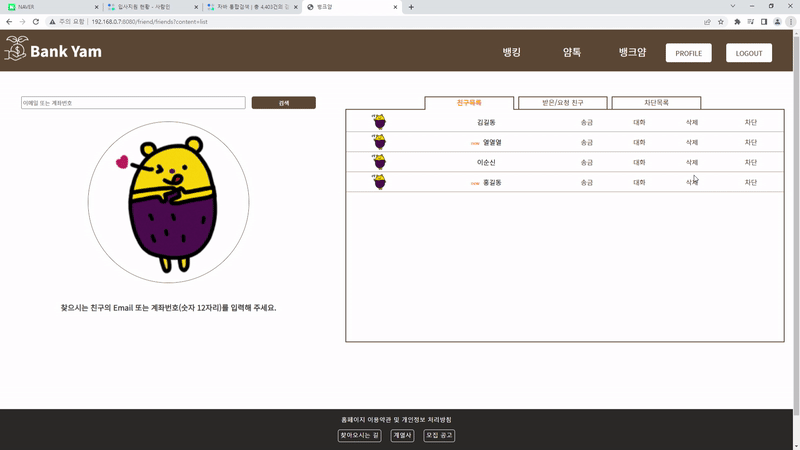 NAVER
입사지원 현황 - 사람인
자바 통합검색 | 총 4,403건의 검
뱅크얌
주의 요함 | 192.168.0.7:8080/friend/friends?content=list
Bank Yam
뱅킹
얌톡
뱅크얌
PROFILE
LOGOUT
이메일 또는 계좌번호
검색
친구목록
받은/요청 친구
차단목록
김길동 송금 대화 삭제 차단
new 열열열 송금 대화 삭제 차단
이순신 송금 대화 삭제 차단
new 홍길동 송금 대화 삭제 차단
찾으시는 친구의 Email 또는 계좌번호(숫자 12자리)를 입력해 주세요.
홈페이지 이용약관 및 개인정보 처리방침
찾아오시는 길
계열사
모집 공고